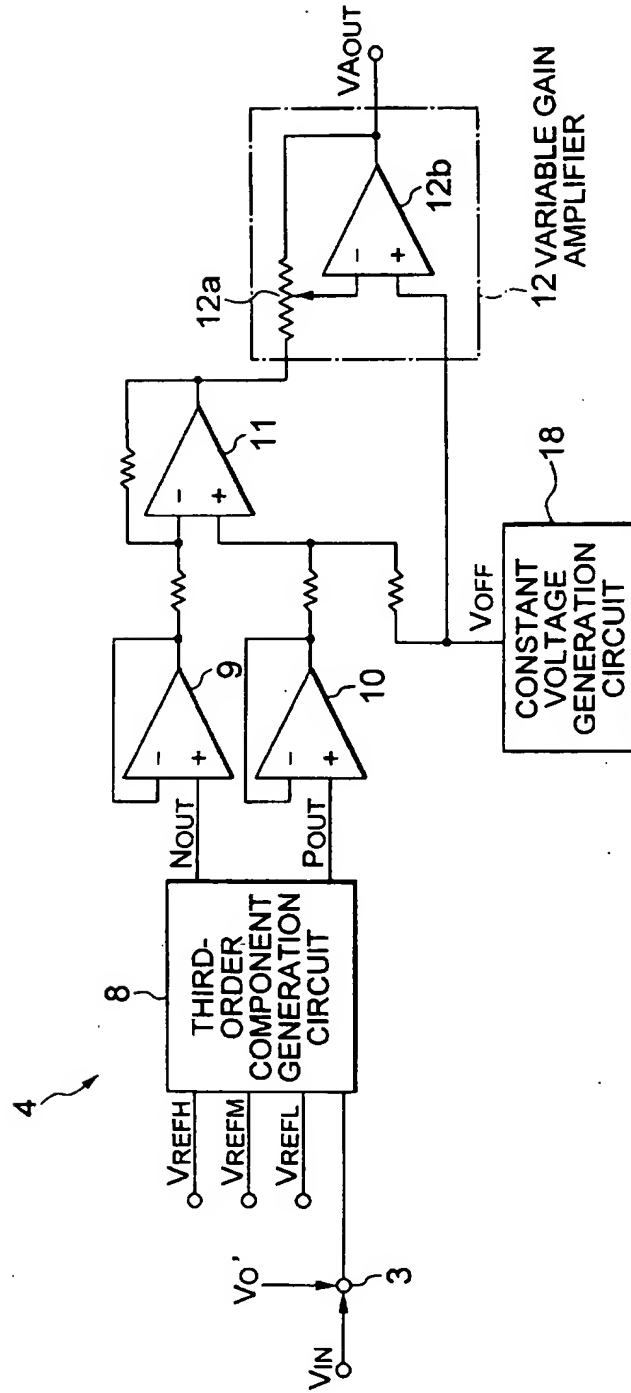 4
VREFH
VREFM
VREFL
VO'
VIN
3
8
THIRD-
ORDER
COMPONENT
GENERATION
CIRCUIT
NOUT
POUT
-
+
9
-
+
10
-
+
11
12a
-
+
12b
VAOUT
12 VARIABLE GAIN
AMPLIFIER
VOFF
18
CONSTANT
VOLTAGE
GENERATION
CIRCUIT